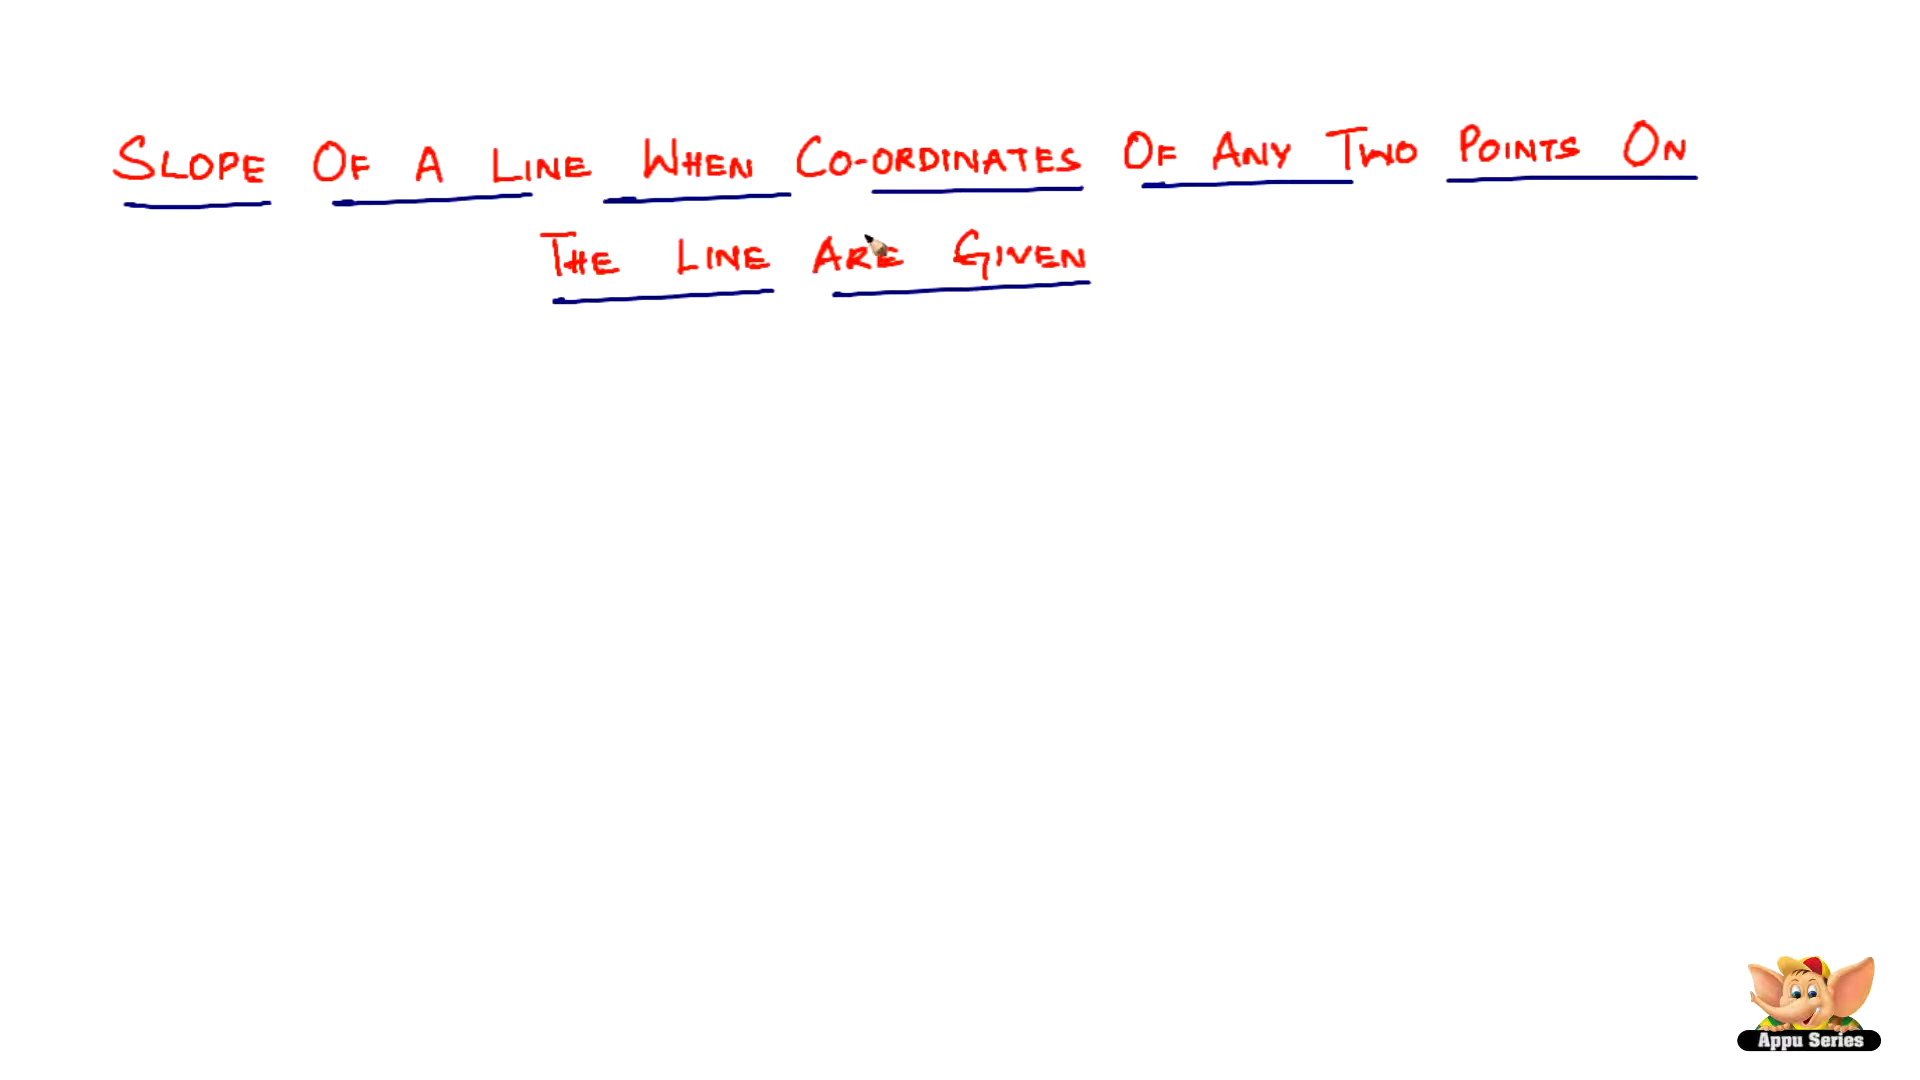 SLOPE OF A LINE WHEN CO-ORDINATES OF ANY TWO POINTS ON
THE LINE ARE GIVEN
Appu Series